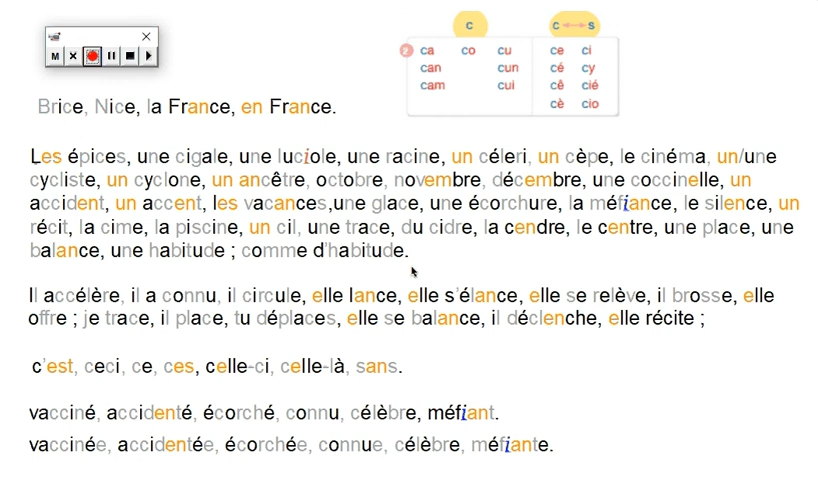 M
c
c s
2 ca co cu ce ci
can cun cé cy
cam cui cê cié
cè cio
Brice, Nice, la France, en France.
Les épices, une cigale, une luciole, une racine, un céleri, un cèpe, le cinéma, un/une
cycliste, un cyclone, un ancêtre, octobre, novembre, décembre, une coccinelle, un
accident, un accent, les vacances,une glace, une écorchure, la méfiance, le silence, un
récit, la cime, la piscine, un cil, une trace, du cidre, la cendre, le centre, une place, une
balance, une habitude ; comme d'habitude.
Il accélère, il a connu, il circule, elle lance, elle s'élance, elle se relève, il brosse, elle
offre ; je trace, il place, tu déplaces, elle se balance, il déclenche, elle récite ;
c'est, ceci, ce, ces, celle-ci, celle-là, sans.
vacciné, accidenté, écorché, connu, célèbre, méfiant.
vaccinée, accidentée, écorchée, connue, célèbre, méfiante.